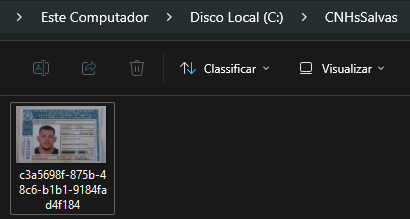 Este Computador
Disco Local (C:)
CNHsSalvas
Classificar
Visualizar
c3a5698f-875b-4
8c6-b1b1-9184fa
d4f184